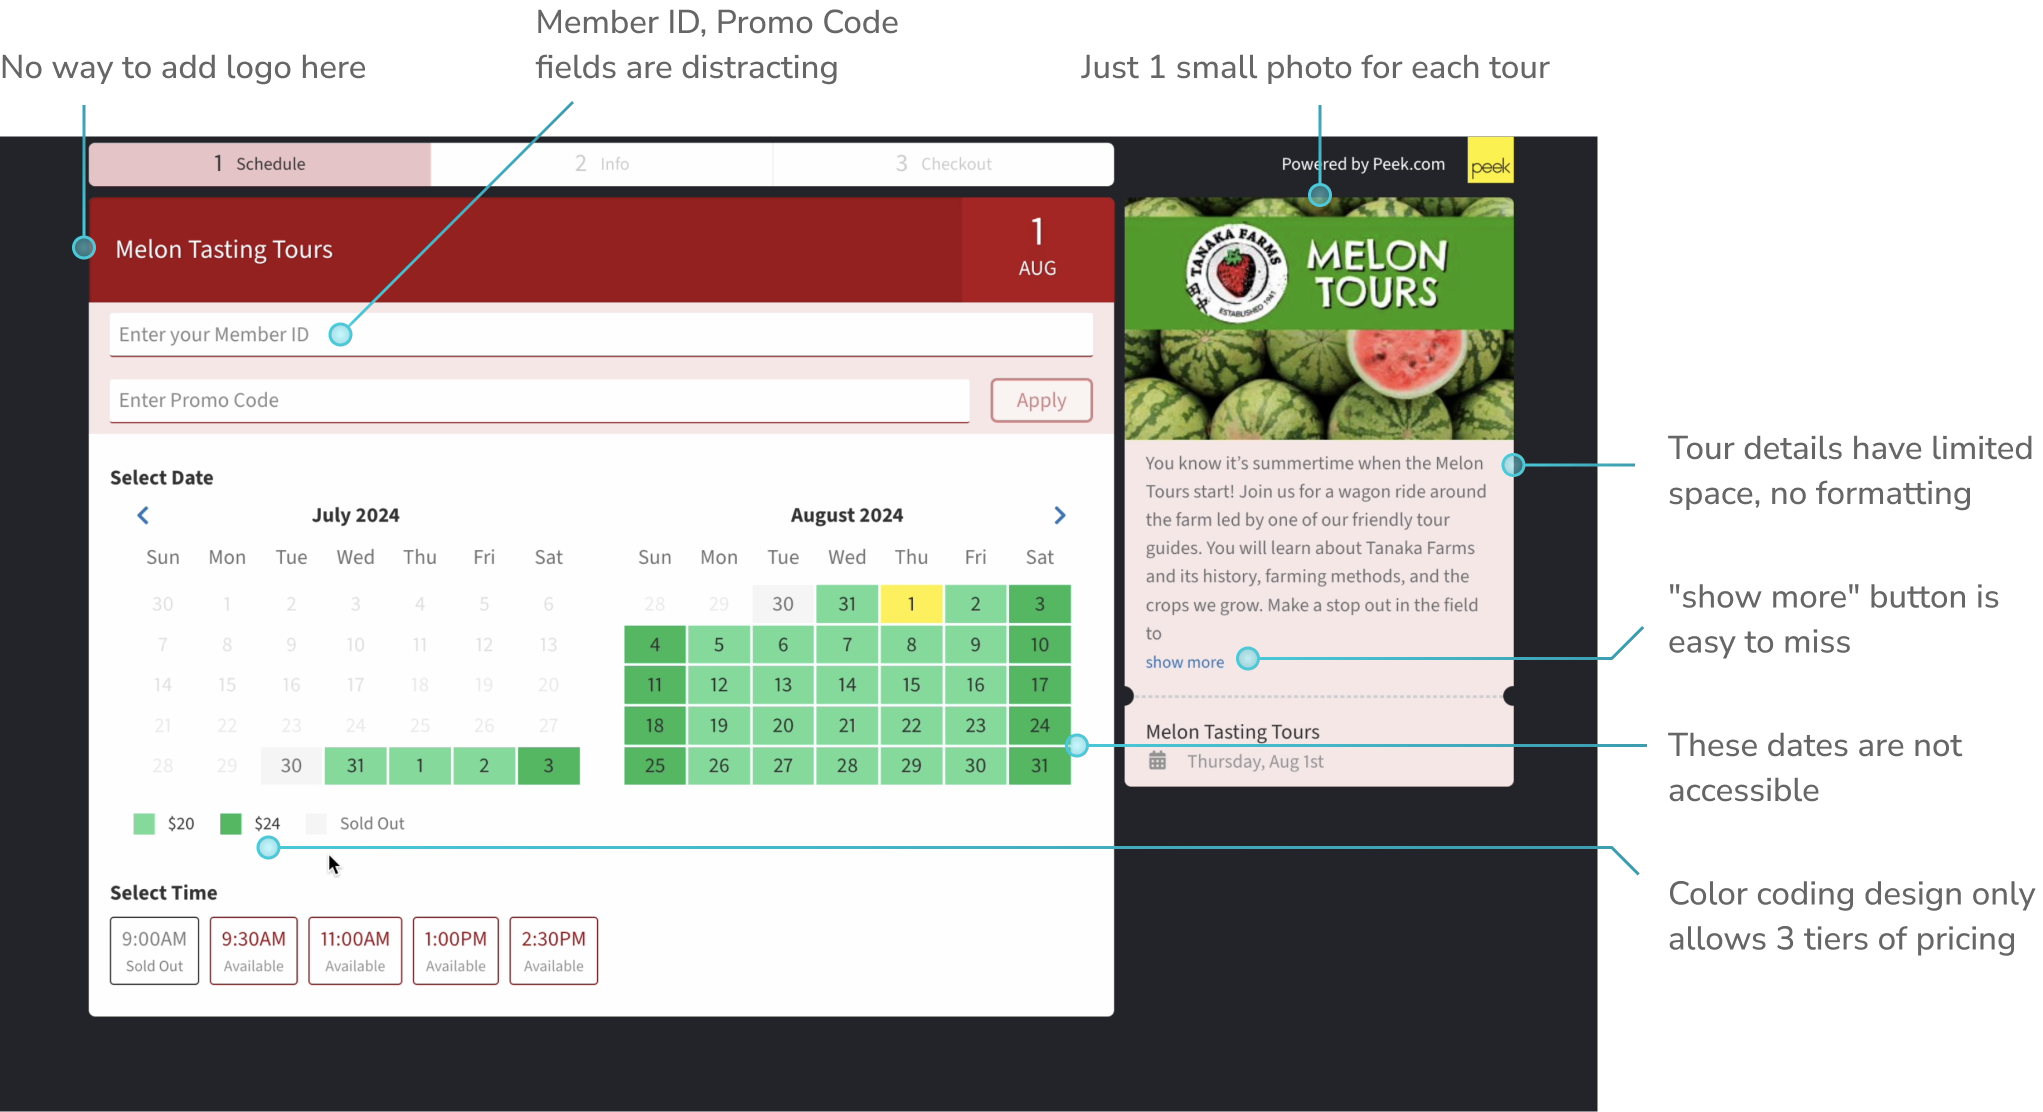 Member ID, Promo Code
fields are distracting
No way to add logo here
Just 1 small photo for each tour
1 Schedule
2 Info
3 Checkout
Powered by Peek.com
peek
Melon Tasting Tours
1
AUG
Enter your Member ID
Enter Promo Code
Apply
TANAKA FARMS
ESTABLISHED 1941
田中
MELON
TOURS
You know it's summertime when the Melon
Tours start! Join us for a wagon ride around
the farm led by one of our friendly tour
guides. You will learn about Tanaka Farms
and its history, farming methods, and the
crops we grow. Make a stop out in the field
to
show more
Melon Tasting Tours
Thursday, Aug 1st
Select Date
July 2024
Sun Mon Tue Wed Thu Fri Sat
30 1 2 3 4 5 6
7 8 9 10 11 12 13
14 15 16 17 18 19 20
21 22 23 24 25 26 27
28 29 30 31 1 2 3
August 2024
Sun Mon Tue Wed Thu Fri Sat
28 29 30 31 1 2 3
4 5 6 7 8 9 10
11 12 13 14 15 16 17
18 19 20 21 22 23 24
25 26 27 28 29 30 31
$20 $24 Sold Out
Select Time
9:00AM 9:30AM 11:00AM 1:00PM 2:30PM
Sold Out Available Available Available Available
Tour details have limited
space, no formatting
"show more" button is
easy to miss
These dates are not
accessible
Color coding design only
allows 3 tiers of pricing